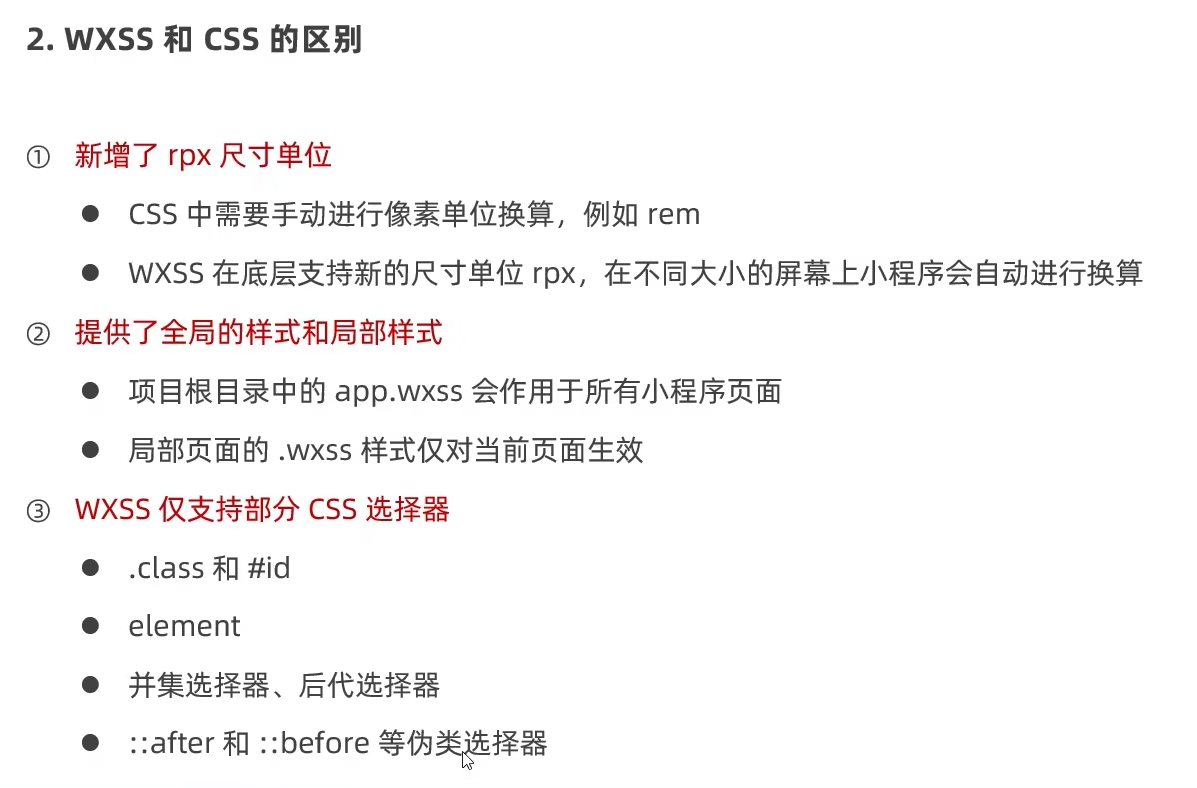 2. WXSS 和 CSS 的区别
① 新增了 rpx 尺寸单位
● CSS 中需要手动进行像素单位换算，例如 rem
● WXSS 在底层支持新的尺寸单位 rpx，在不同大小的屏幕上小程序会自动进行换算
② 提供了全局的样式和局部样式
● 项目根目录中的 app.wxss 会作用于所有小程序页面
● 局部页面的 .wxss 样式仅对当前页面生效
③ WXSS 仅支持部分 CSS 选择器
● .class 和 #id
● element
● 并集选择器、后代选择器
● ::after 和 ::before 等伪类选择器